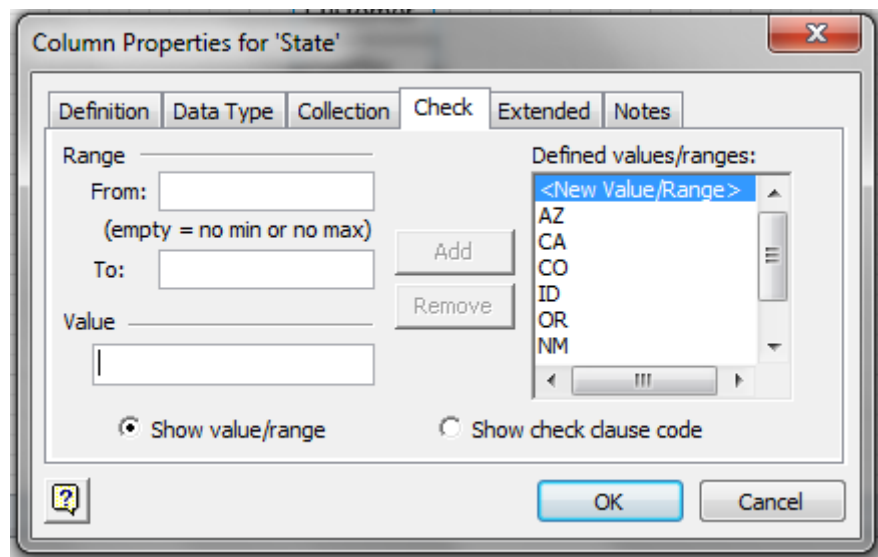 Customer
Column Properties for 'State'
Definition
Data Type
Collection
Check
Extended
Notes
Range
From:
(empty = no min or no max)
To:
Value
Add
Remove
Defined values/ranges:
<New Value/Range>
AZ
CA
CO
ID
OR
NM
Show value/range
Show check clause code
OK
Cancel